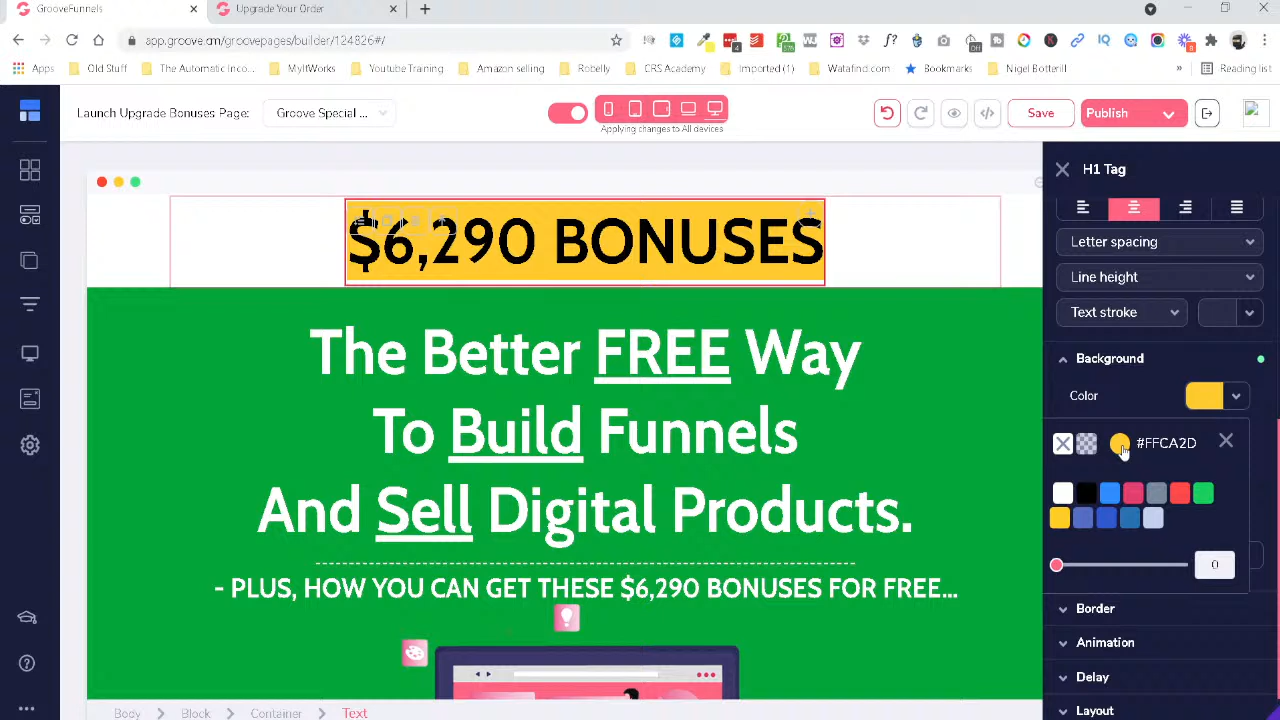 GrooveFunnels
Upgrade Your Order
app.groove.cm/groovepages/builder/124826#/
Apps
Old Stuff
The Automatic Inco...
MyItWorks
Youtube Training
Amazon selling
Robelly
CRS Academy
Imported (1)
Watafind.com
Bookmarks
Nigel Botterill
»
Reading list
Launch Upgrade Bonuses Page:
Groove Special ...
Applying changes to All devices
Save
Publish
H1 Tag
$6,290 BONUSES
Letter spacing
Line height
Text stroke
The Better FREE Way
To Build Funnels
And Sell Digital Products.
- PLUS, HOW YOU CAN GET THESE $6,290 BONUSES FOR FREE...
Background
Color
#FFCA2D
0
Border
Animation
Delay
Layout
Body
Block
Container
Text